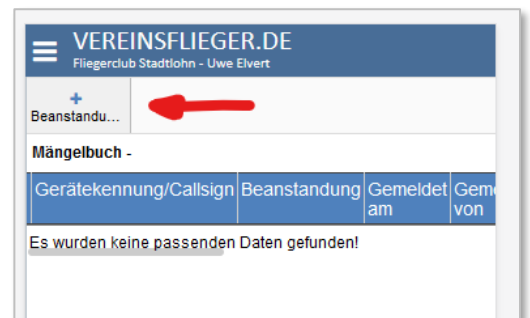 VEREINSFLIEGER.DE
Fliegerclub Stadtlohn - Uwe Elvert
+
Beanstandu...
Mängelbuch -
Gerätekennung/Callsign Beanstandung Gemeldet
am
von
Es wurden keine passenden Daten gefunden!